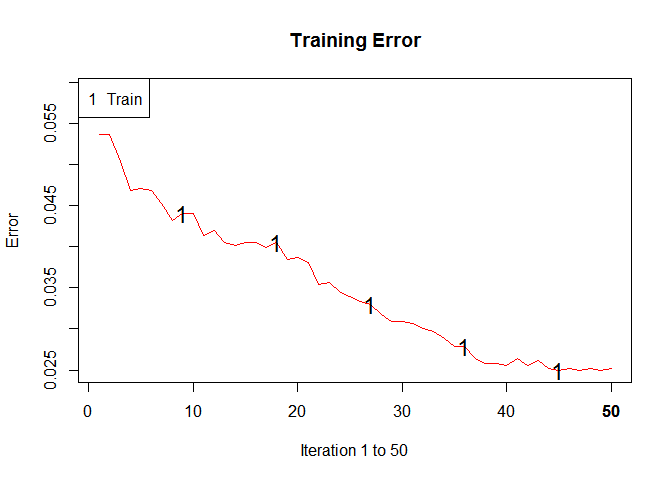 Training Error
1 Train
0.055
0.045
0.035
0.025
Error
1
1
1
1
1
0 10 20 30 40 50
Iteration 1 to 50